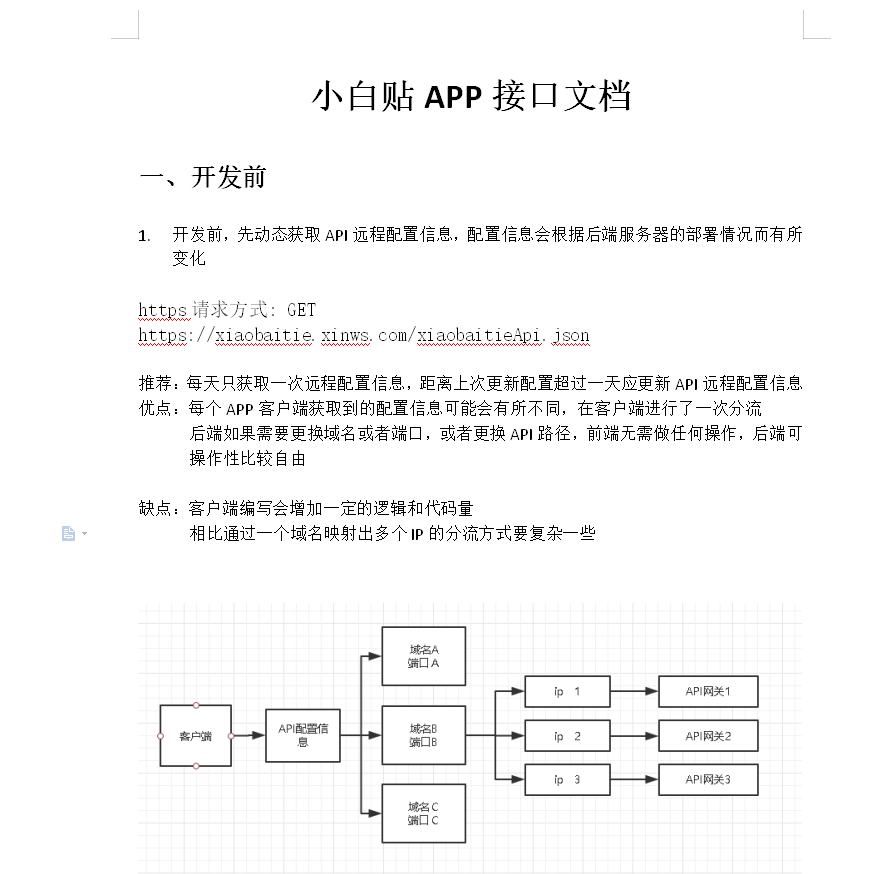 小白贴 APP 接口文档
一、开发前
1. 开发前，先动态获取 API 远程配置信息，配置信息会根据后端服务器的部署情况而有所
变化
https 请求方式: GET
https://xiaobaitie.xinws.com/xiaobaitieApi.json
推荐：每天只获取一次远程配置信息，距离上次更新配置超过一天应更新 API 远程配置信息
优点：每个 APP 客户端获取到的配置信息可能会有所不同，在客户端进行了一次分流
后端如果需要更换域名或者端口，或者更换 API 路径，前端无需做任何操作，后端可
操作性比较自由
缺点：客户端编写会增加一定的逻辑和代码量
相比通过一个域名映射出多个 IP 的分流方式要复杂一些
域名A
端口 A
ip 1
API网关1
客户端
API配置信
息
域名B
端口B
ip 2
API网关2
ip 3
API网关3
域名 C
端口 C